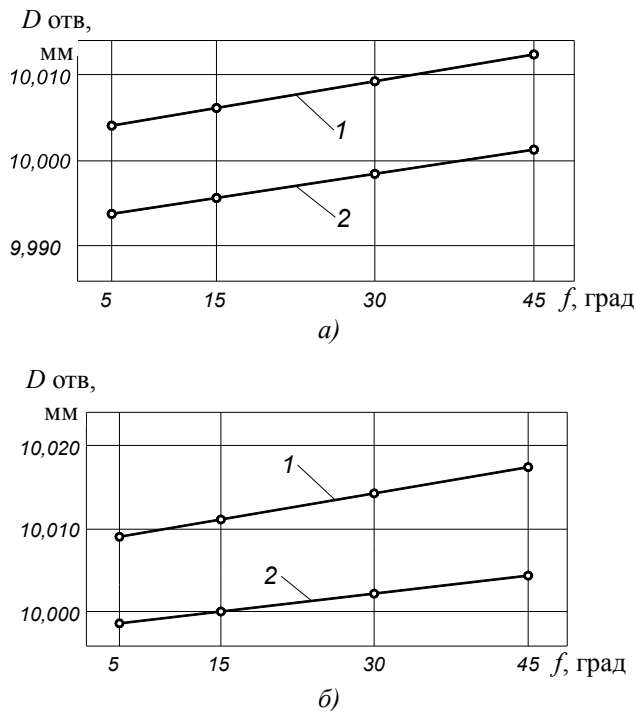 D отв,
мм
10,010
1
10,000
2
9,990
5 15 30 45 f, град
а)
D отв,
мм
10,020
1
10,010
2
10,000
5 15 30 45 f, град
б)